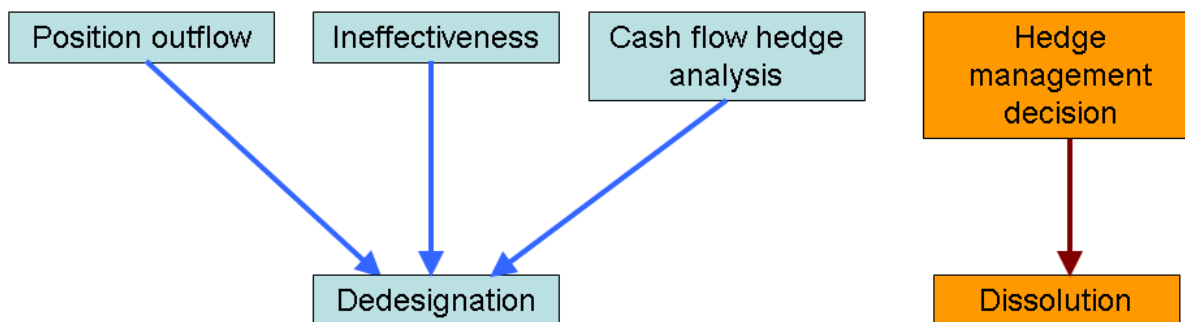 Position outflow
Ineffectiveness
Cash flow hedge
analysis
Hedge
management
decision
Dedesignation
Dissolution